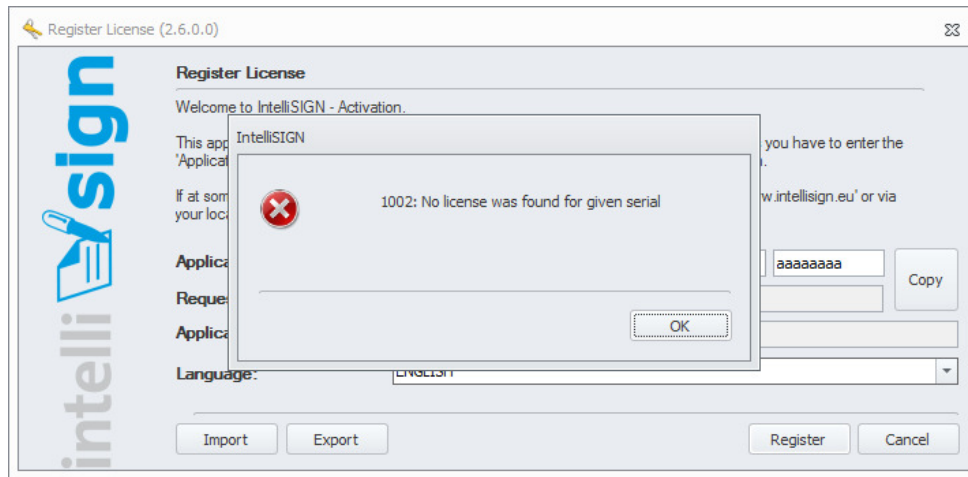 Register License (2.6.0.0)
intelli sign
Register License
Welcome to IntelliSIGN - Activation.
This app you have to enter the
'Applicat
If at som w.intellisign.eu' or via
your loca
IntelliSIGN
1002: No license was found for given serial
OK
Applica aaaaaaaa
Copy
Reque
Applica
Language: ENGLISH
Import Export Register Cancel